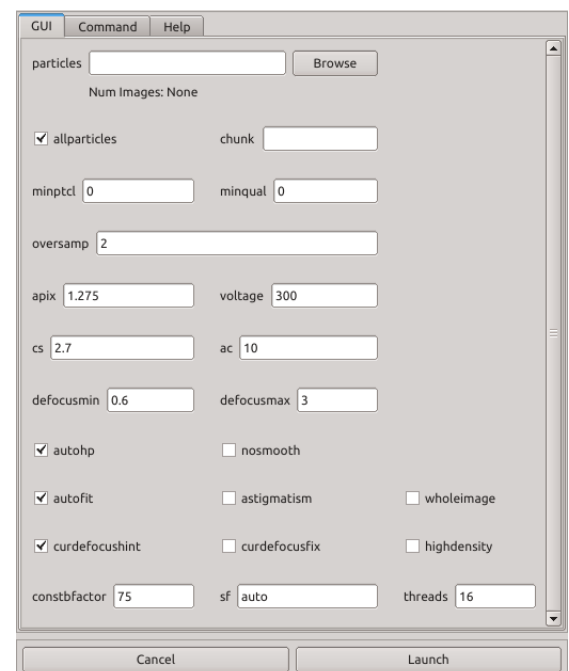 GUI Command Help
particles Browse
Num Images: None
allparticles chunk
minptcl 0 minqual 0
oversamp 2
apix 1.275 voltage 300
cs 2.7 ac 10
defocusmin 0.6 defocusmax 3
autohp nosmooth
autofit astigmatism wholeimage
curdefocushint curdefocusfix highdensity
constbfactor 75 sf auto threads 16
Cancel Launch